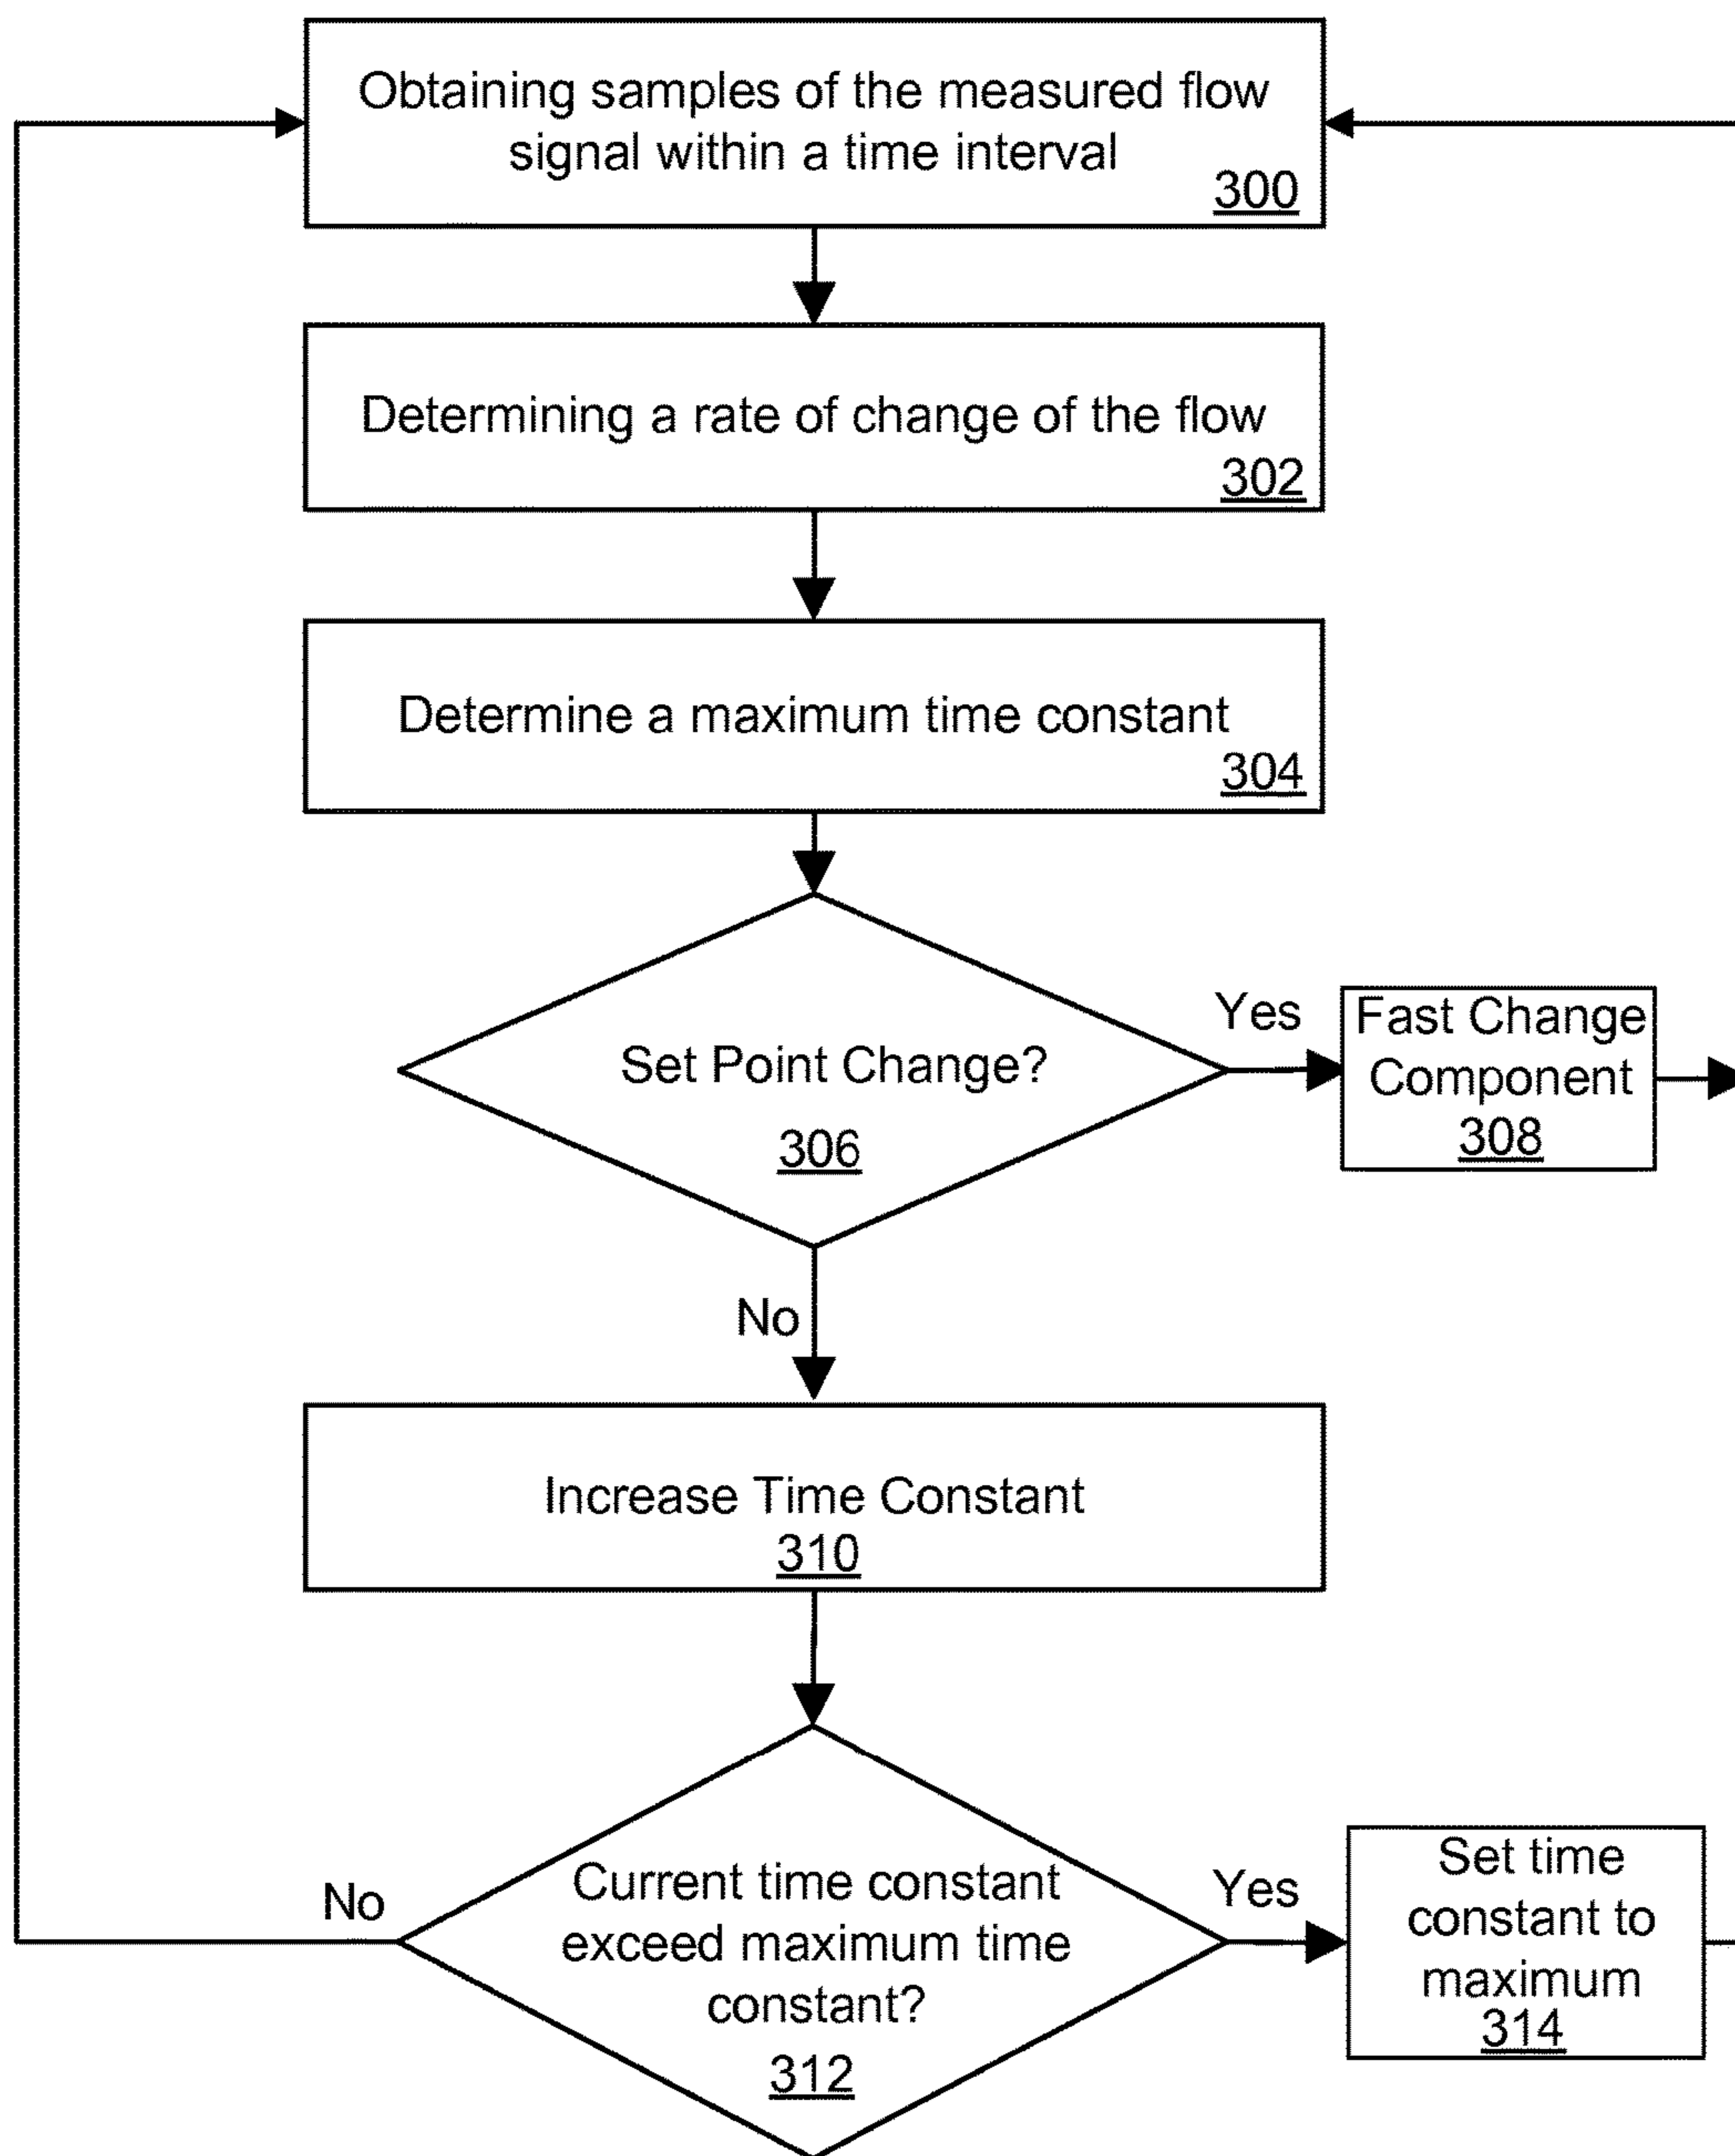 Obtaining samples of the measured flow
signal within a time interval
300
Determining a rate of change of the flow
302
Determine a maximum time constant
304
Set Point Change?
306
Yes
Fast Change
Component
308
No
Increase Time Constant
310
Current time constant
exceed maximum time
constant?
312
No
Yes
Set time
constant to
maximum
314